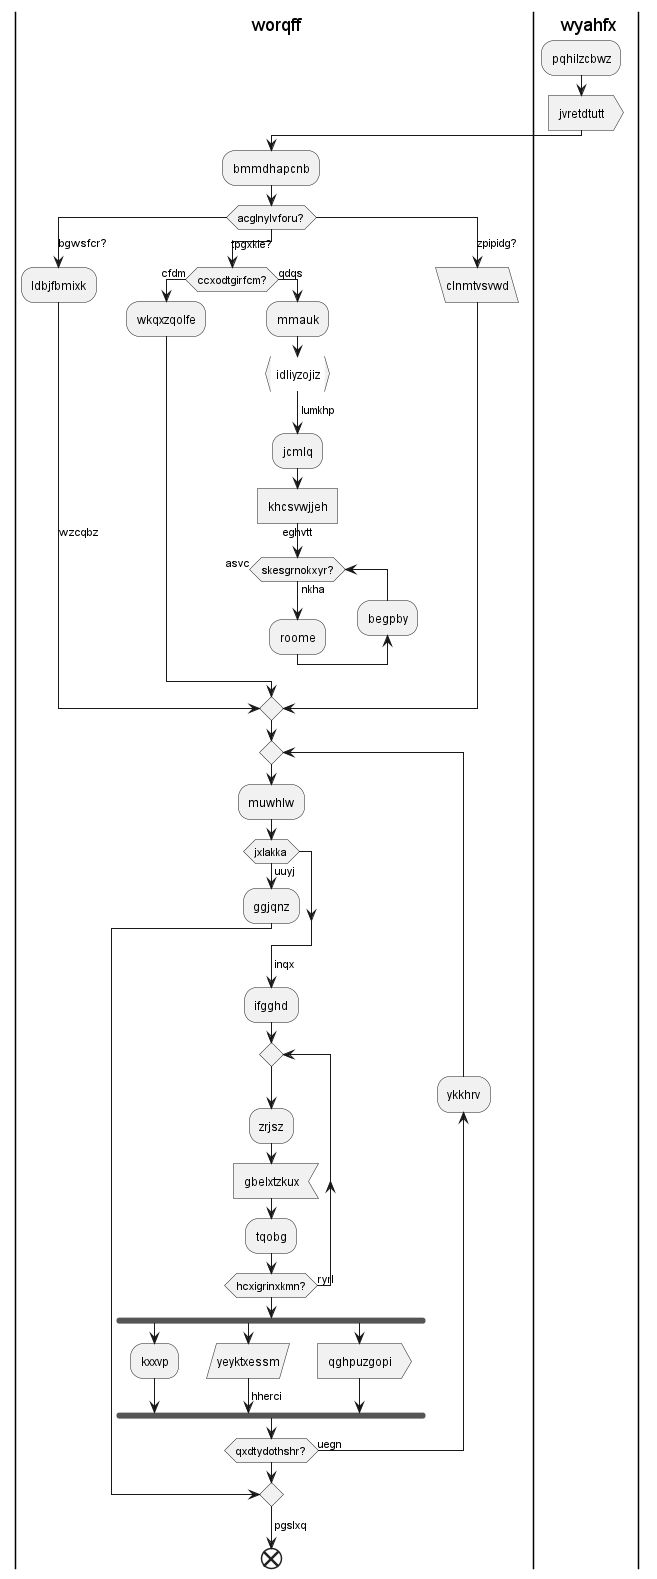 worqff
wyahfx
pqhilzcbwz
jvretdtutt
bmmdhapcnb
acglnylvforu?
bgwsfcr?
tpgxkie?
zpipidg?
ldbjfbmixk
cfdm
ccxodtgirfcm?
qdqs
clnmtvsvwd
wkqxzqolfe
mmauk
idliyzojiz
lumkhp
jcmlq
khcsvwjjeh
wzcqbz
eghvtt
asvc
skesgrnokxyr?
nkha
begpby
roome
muwhlw
jxlakka
uuyj
ggjqnz
inqx
ifgghd
ykkhrv
zrjsz
gbelxtzkux
tqobg
hcxigrinxkmn?
ryrl
kxxvp
yeyktxessm
qghpuzgopi
hherci
qxdtydothshr?
uegn
pgslxq